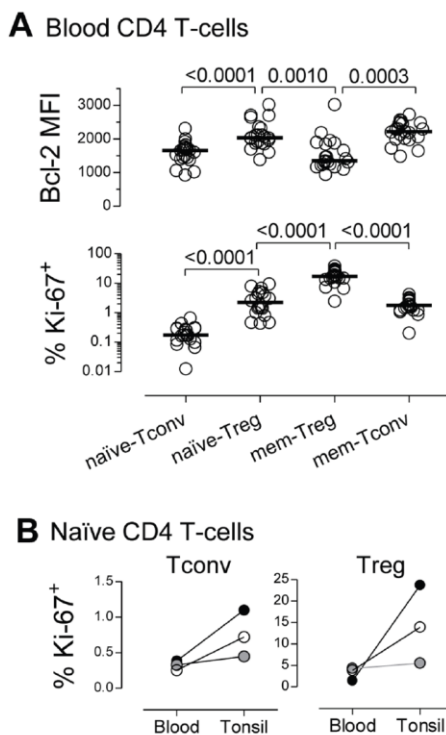 A Blood CD4 T-cells
<0.0001 0.0010 0.0003
Bcl-2 MFI
3000
2000
1000
0
<0.0001 <0.0001
<0.0001
% Ki-67+
100
10
1
0.1
0.01
naïve-Tconv naïve-Treg mem-Treg mem-Tconv
B Naïve CD4 T-cells
Tconv Treg
% Ki-67+
1.5
1.0
0.5
0.0
25
20
15
10
5
0
Blood Tonsil Blood Tonsil